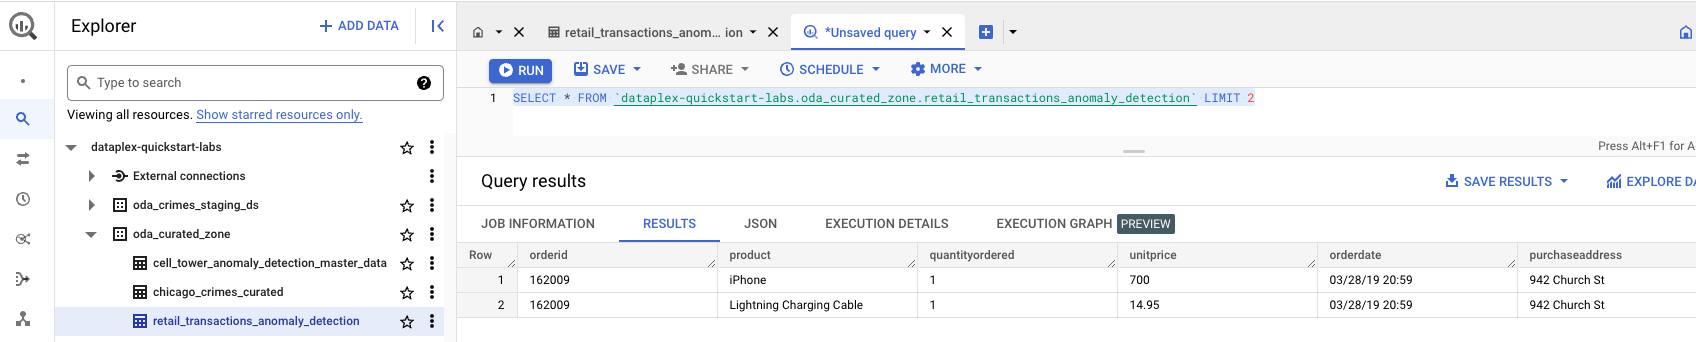 Explorer
+ ADD DATA
Type to search
Viewing all resources. Show starred resources only.
dataplex-quickstart-labs
External connections
oda_crimes_staging_ds
oda_curated_zone
cell_tower_anomaly_detection_master_data
chicago_crimes_curated
retail_transactions_anomaly_detection
retail_transactions_anom... ion
*Unsaved query
RUN SAVE SHARE SCHEDULE MORE
1 SELECT * FROM `dataplex-quickstart-labs.oda_curated_zone.retail_transactions_anomaly_detection` LIMIT 2
Press Alt+F1 for A
Query results
SAVE RESULTS EXPLORE DA
JOB INFORMATION RESULTS JSON EXECUTION DETAILS EXECUTION GRAPH PREVIEW
Row orderid product quantityordered unitprice orderdate purchaseaddress
1 162009 iPhone 1 700 03/28/19 20:59 942 Church St
2 162009 Lightning Charging Cable 1 14.95 03/28/19 20:59 942 Church St